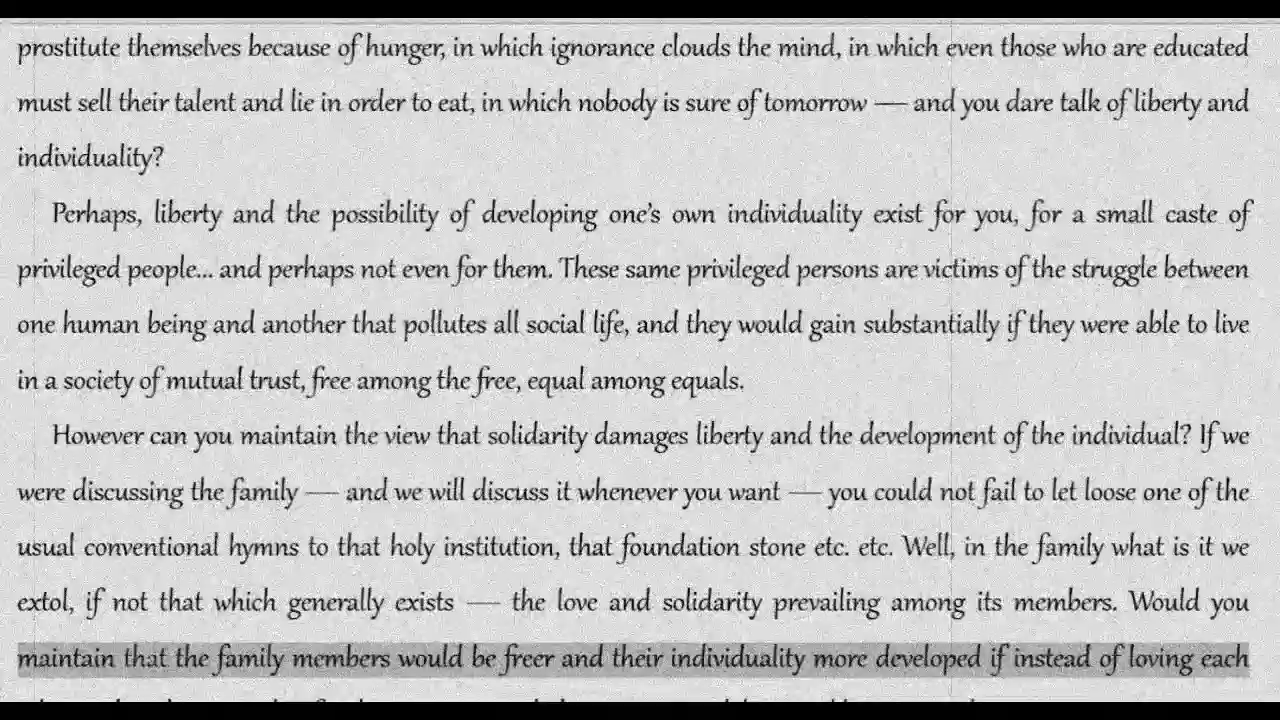 prostitute themselves because of hunger, in which ignorance clouds the mind, in which even those who are educated
must sell their talent and lie in order to eat, in which nobody is sure of tomorrow — and you dare talk of liberty and
individuality?
Perhaps, liberty and the possibility of developing one's own individuality exist for you, for a small caste of
privileged people... and perhaps not even for them. These same privileged persons are victims of the struggle between
one human being and another that pollutes all social life, and they would gain substantially if they were able to live
in a society of mutual trust, free among the free, equal among equals.
However can you maintain the view that solidarity damages liberty and the development of the individual? If we
were discussing the family — and we will discuss it whenever you want — you could not fail to let loose one of the
usual conventional hymns to that holy institution, that foundation stone etc. etc. Well, in the family what is it we
extol, if not that which generally exists — the love and solidarity prevailing among its members. Would you
maintain that the family members would be freer and their individuality more developed if instead of loving each